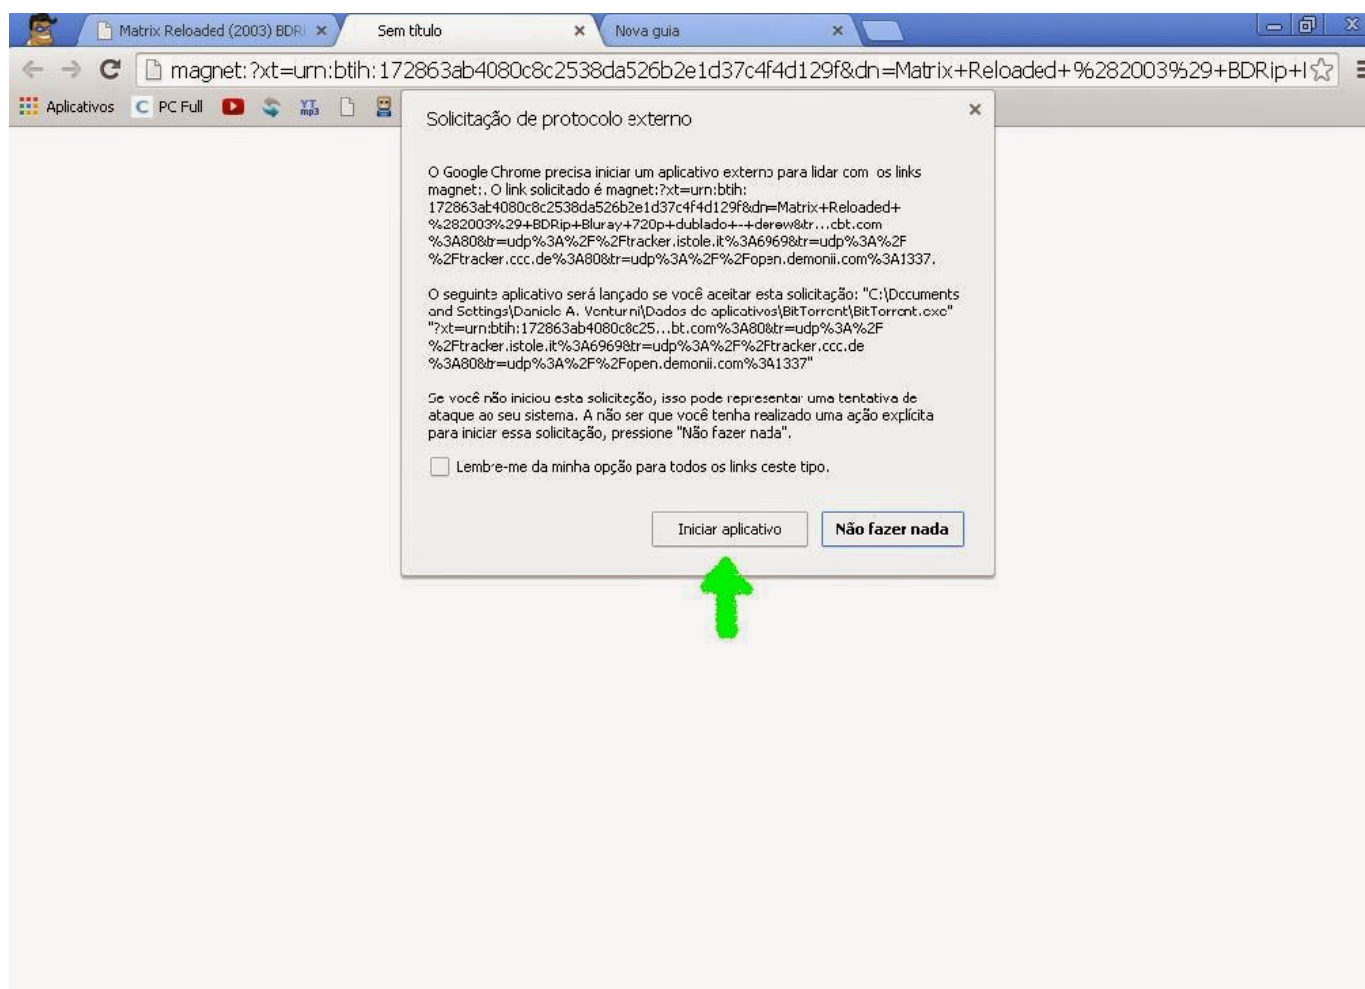 Matrix Reloaded (2003) BDRi
Sem título
Nova guia
magnet:?xt=urn:btih:172863ab4080c8c2538da526b2e1d37c4f4d129f&dn=Matrix+Reloaded+%282003%29+BDRip+
Aplicativos
C PC Full
YT mp3
Solicitação de protocolo externo
O Google Chrome precisa iniciar um aplicativo externo para lidar com os links
magnet:. O link solicitado é magnet:?xt=urn:btih:
172863ab4080c8c2538da526b2e1d37c4f4d129f&dn=Matrix+Reloaded+
%282003%29+BDRip+Bluray+720p+dublado+-+derew&tr...cbt.com
%3A80&tr=udp%3A%2F%2Ftracker.istole.it%3A6969&tr=udp%3A%2F
%2Ftracker.ccc.de%3A80&tr=udp%3A%2F%2Fopen.demonii.com%3A1337.
O seguinte aplicativo será lançado se você aceitar esta solicitação: "C:\Documents
and Settings\Daniele A. Venturni\Dados de aplicativos\BitTorrent\BitTorrent.exe"
"?xt=urn:btih:172863ab4080c8c25...bt.com%3A80&tr=udp%3A%2F
%2Ftracker.istole.it%3A6969&tr=udp%3A%2F%2Ftracker.ccc.de
%3A80&tr=udp%3A%2F%2Fopen.demonii.com%3A1337"
Se você não iniciou esta solicitação, isso pode representar uma tentativa de
ataque ao seu sistema. A não ser que você tenha realizado uma ação explícita
para iniciar essa solicitação, pressione "Não fazer nada".
Lembre-me da minha opção para todos os links deste tipo.
Iniciar aplicativo
Não fazer nada